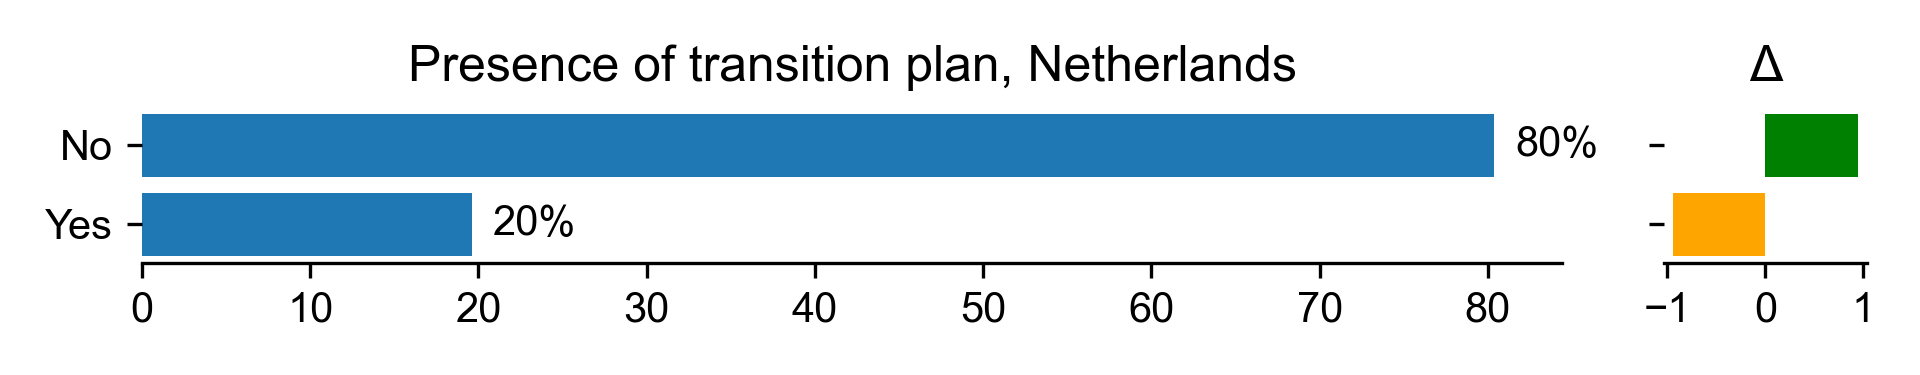 Presence of transition plan, Netherlands
Δ
No
80%
Yes
20%
0 10 20 30 40 50 60 70 80
−1 0 1